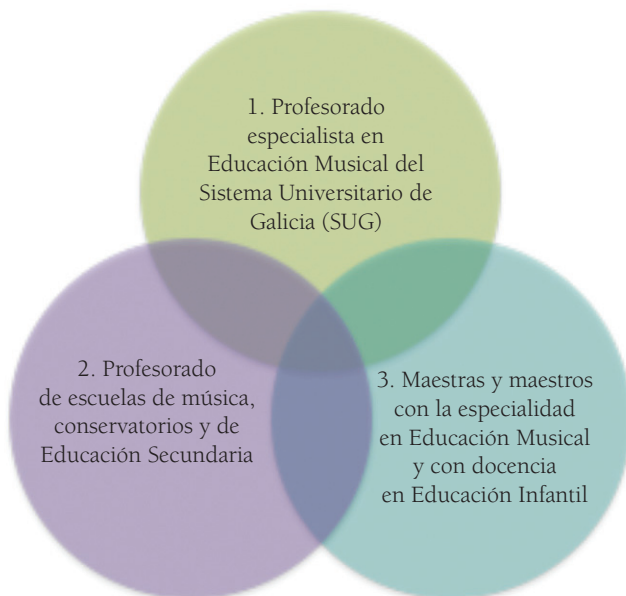 1. Profesorado
especialista en
Educación Musical del
Sistema Universitario de
Galicia (SUG)
2. Profesorado
de escuelas de música,
conservatorios y de
Educación Secundaria
3. Maestras y maestros
con la especialidad
en Educación Musical
y con docencia
en Educación Infantil